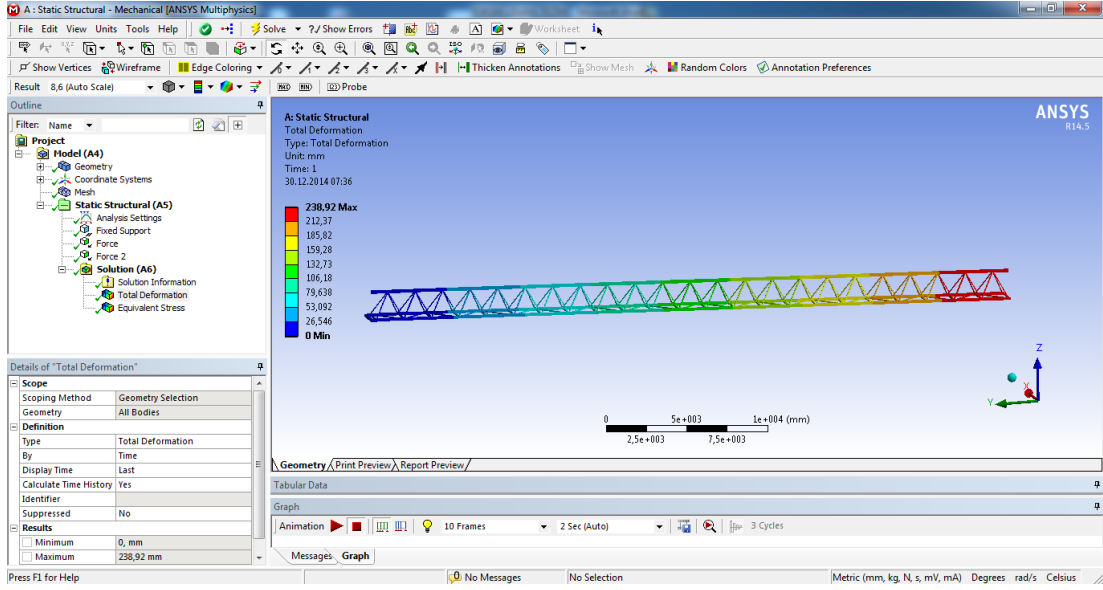 A : Static Structural - Mechanical [ANSYS Multiphysics]
File Edit View Units Tools Help Solve ?/ Show Errors A Worksheet
Show Vertices Wireframe Edge Coloring Thicken Annotations Show Mesh Random Colors Annotation Preferences
Result 8,6 (Auto Scale) MAX MIN Probe
Outline
Filter: Name
Project
Model (A4)
Geometry
Coordinate Systems
Mesh
Static Structural (A5)
Analysis Settings
Fixed Support
Force
Force 2
Solution (A6)
Solution Information
Total Deformation
Equivalent Stress
Details of "Total Deformation"
Scope
Scoping Method Geometry Selection
Geometry All Bodies
Definition
Type Total Deformation
By Time
Display Time Last
Calculate Time History Yes
Identifier
Suppressed No
Results
Minimum 0, mm
Maximum 238,92 mm
A: Static Structural
Total Deformation
Type: Total Deformation
Unit: mm
Time: 1
30.12.2014 07:36
238,92 Max
212,37
185,82
159,28
132,73
106,18
79,638
53,092
26,546
0 Min
ANSYS
R14.5
Z
X
Y
0 5e+003 1e+004 (mm)
2,5e+003 7,5e+003
Geometry Print Preview Report Preview
Tabular Data
Graph
Animation 10 Frames 2 Sec (Auto) 3 Cycles
Messages Graph
Press F1 for Help 0 No Messages No Selection Metric (mm, kg, N, s, mV, mA) Degrees rad/s Celsius